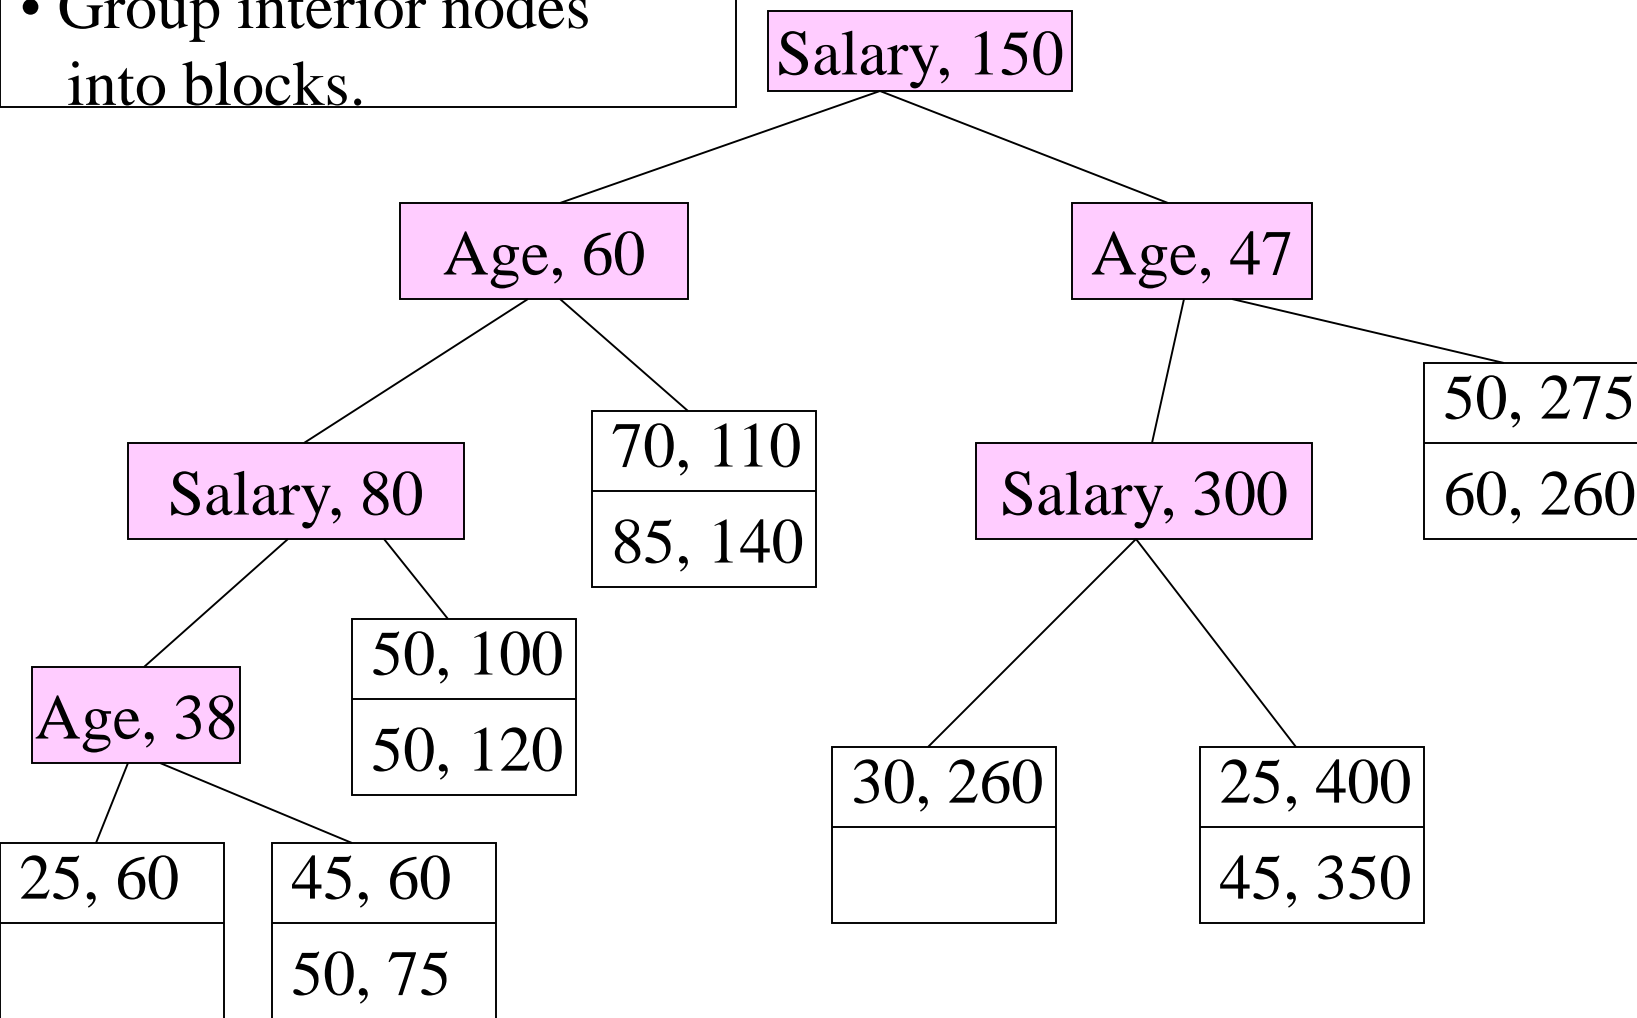 • Group interior nodes
into blocks.
Salary, 150
Age, 60
Age, 47
Salary, 80
70, 110
85, 140
Salary, 300
50, 275
60, 260
Age, 38
50, 100
50, 120
30, 260
25, 400
45, 350
25, 60
45, 60
50, 75